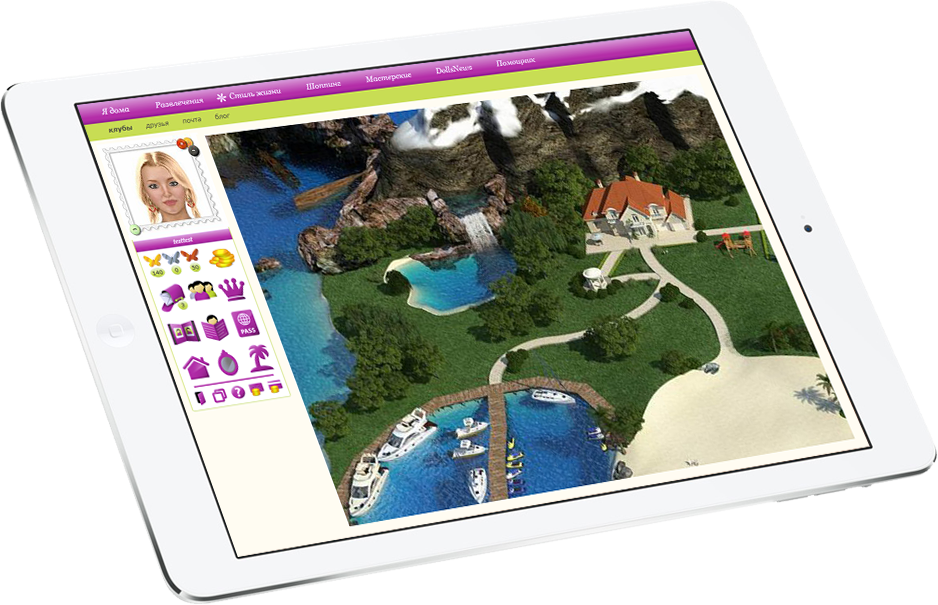 Я дома Развлечения Стиль жизни Шоппинг Мастерские DollsNews Помощник
клубы друзья почта блог
testtest
140 0 50
PASS
?